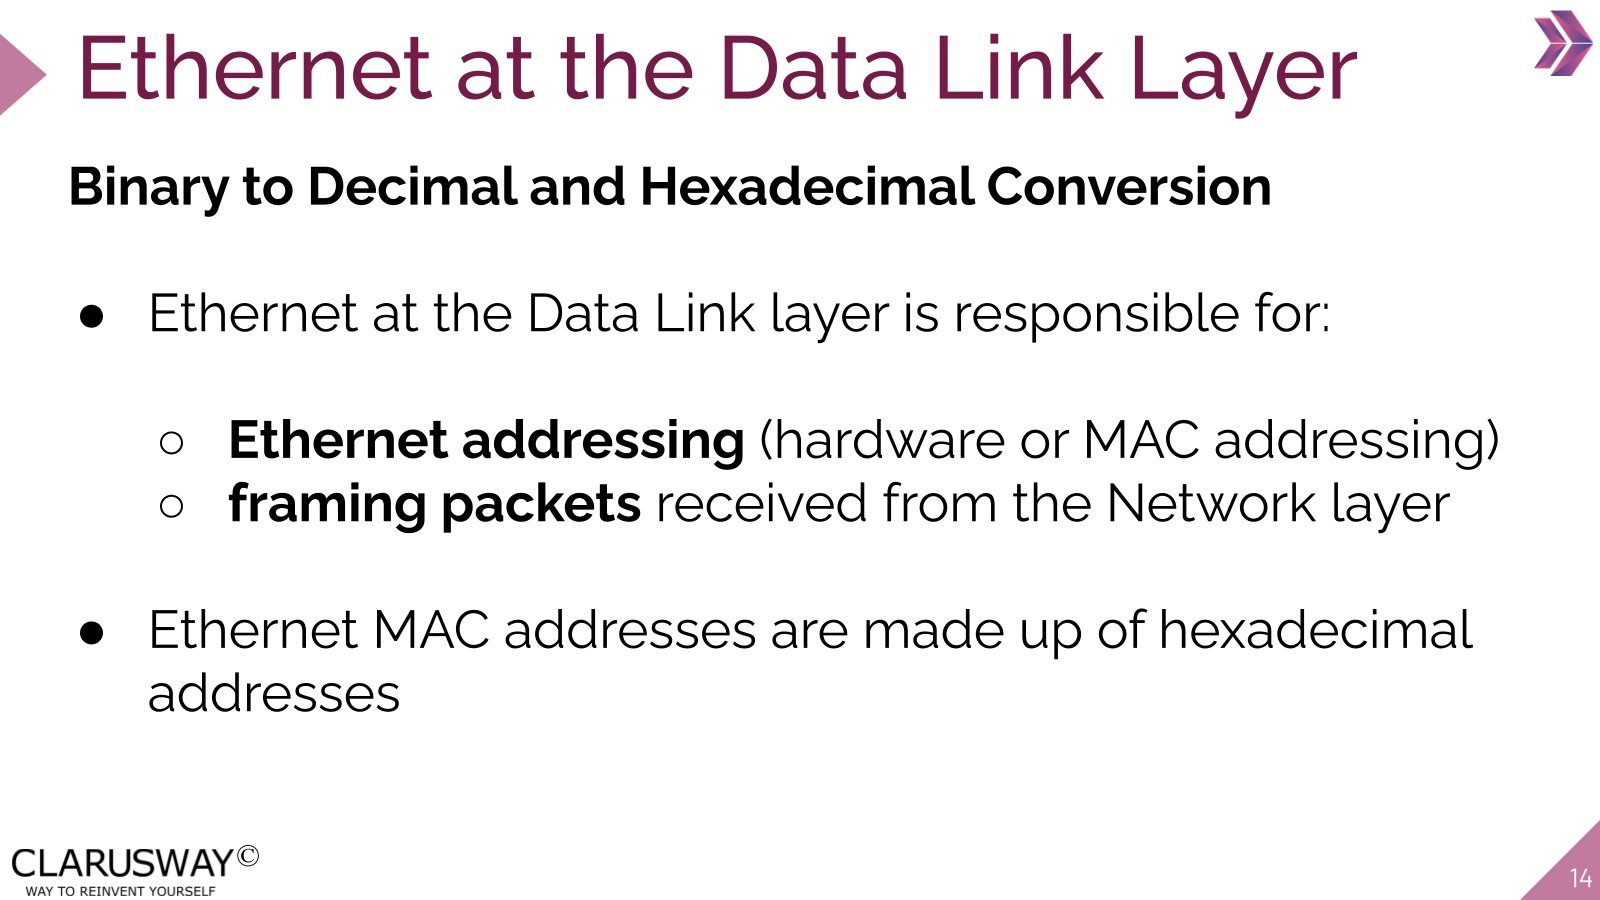 Ethernet at the Data Link Layer
Binary to Decimal and Hexadecimal Conversion
● Ethernet at the Data Link layer is responsible for:
○ Ethernet addressing (hardware or MAC addressing)
○ framing packets received from the Network layer
● Ethernet MAC addresses are made up of hexadecimal
addresses
CLARUSWAY©
WAY TO REINVENT YOURSELF
14